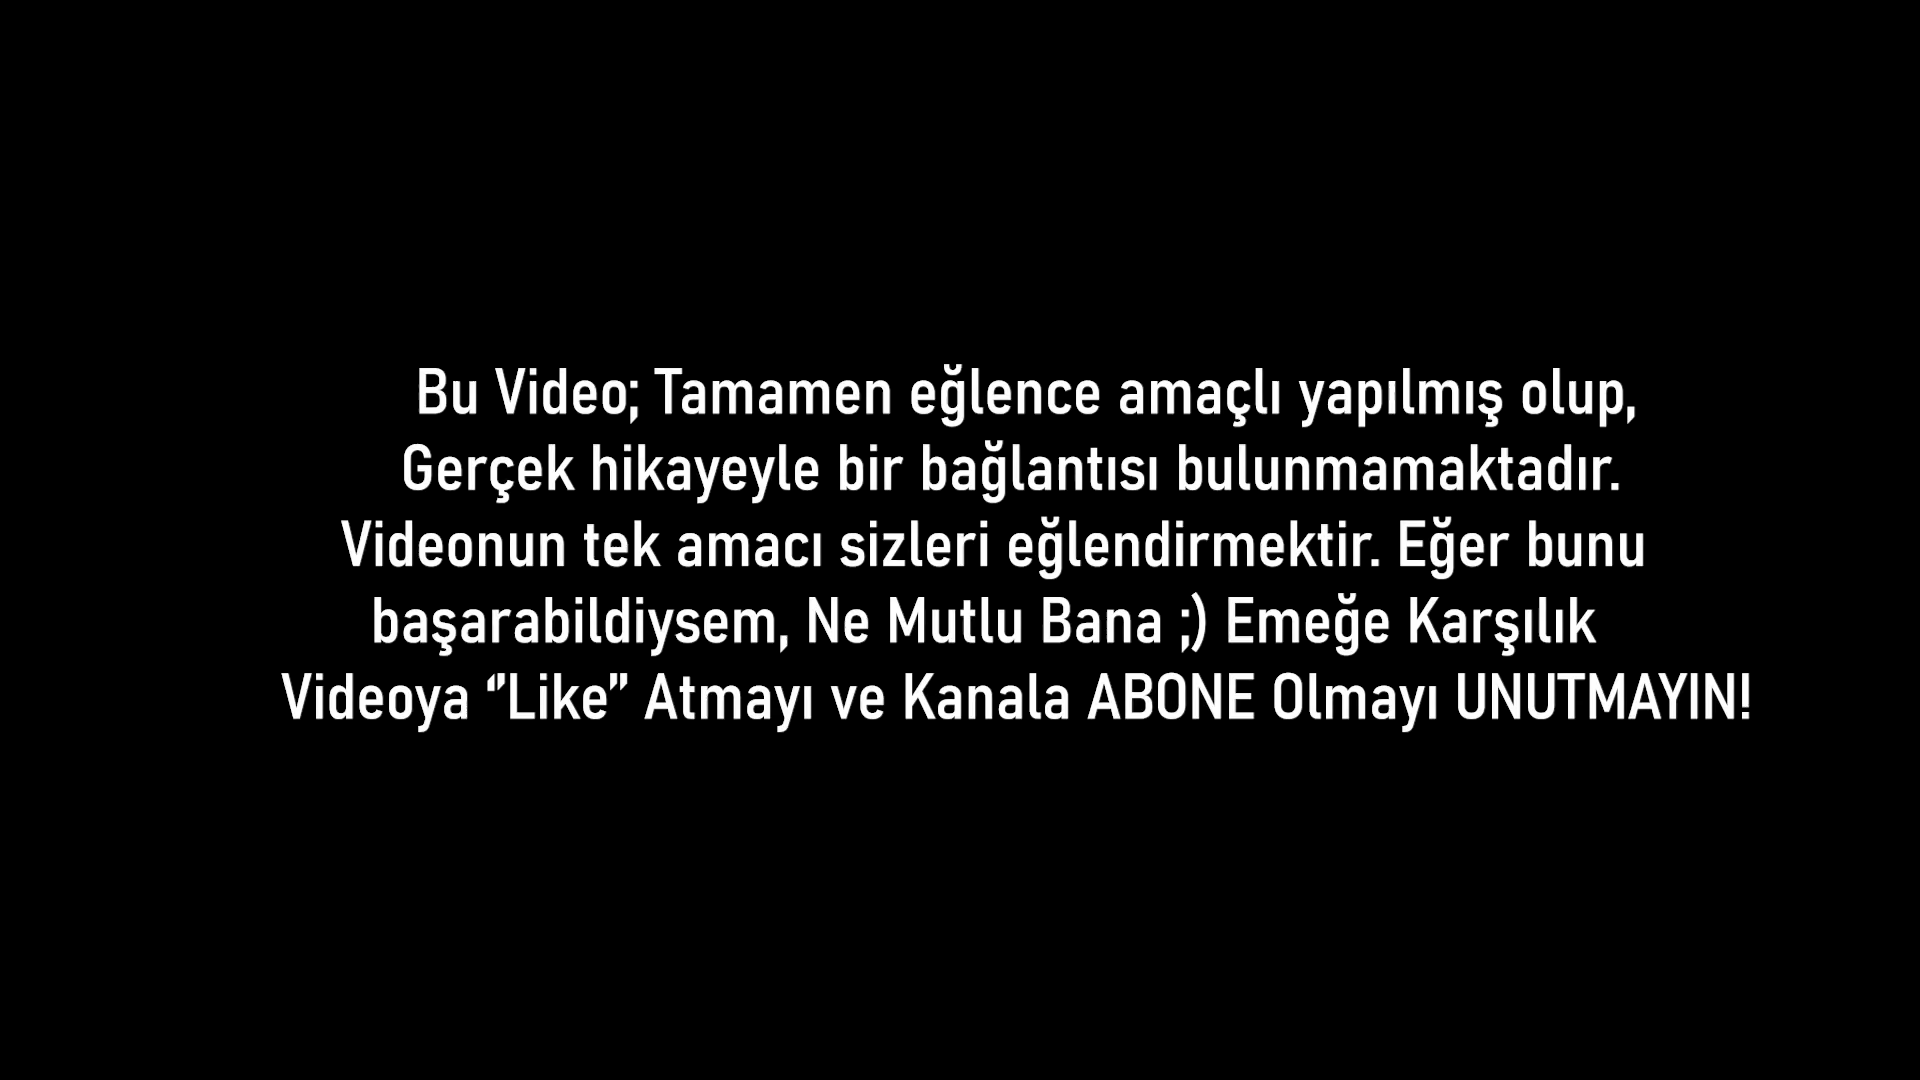 Bu Video; Tamamen eğlence amaçlı yapılmış olup,
Gerçek hikayeyle bir bağlantısı bulunmamaktadır.
Videonun tek amacı sizleri eğlendirmektir. Eğer bunu
başarabildiysem, Ne Mutlu Bana ;) Emeğe Karşılık
Videoya “Like” Atmayı ve Kanala ABONE Olmayı UNUTMAYIN!